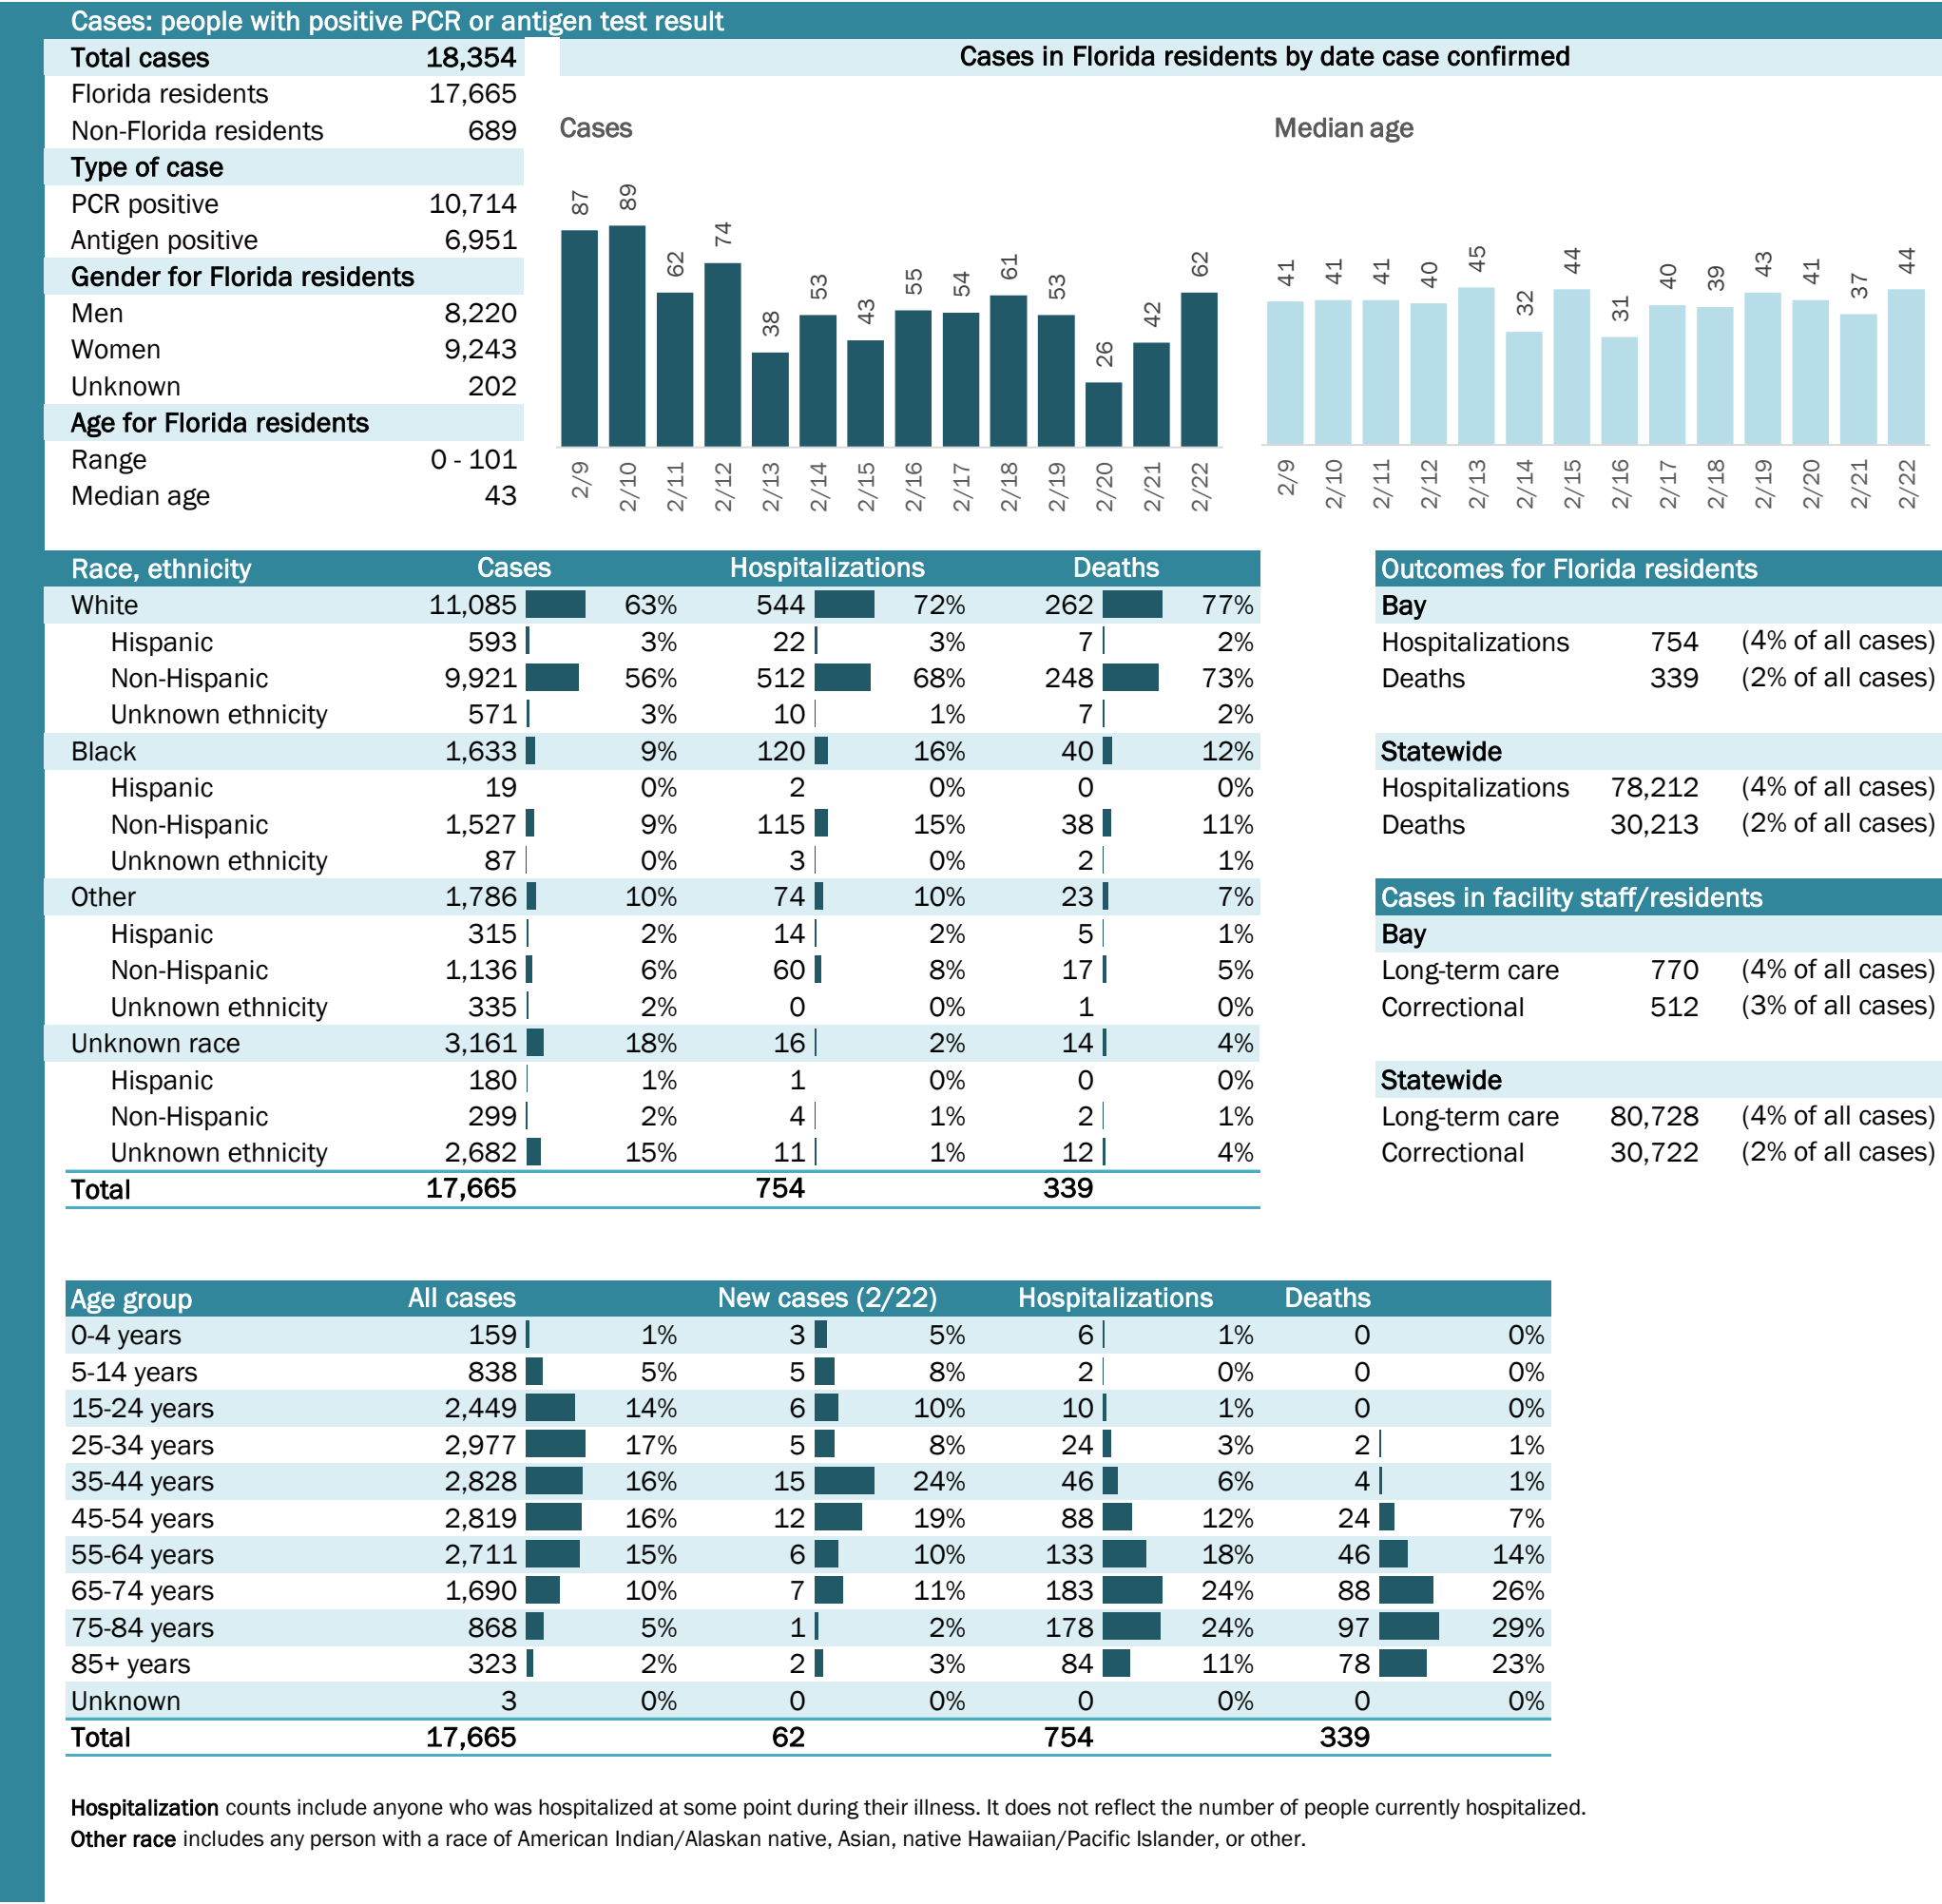 Cases: people with positive PCR or antigen test result
Total cases 18,354
Florida residents 17,665
Non-Florida residents 689
Type of case
PCR positive 10,714
Antigen positive 6,951
Gender for Florida residents
Men 8,220
Women 9,243
Unknown 202
Age for Florida residents
Range 0 - 101
Median age 43
Cases in Florida residents by date case confirmed
Cases
87 89 62 74 38 53 43 55 54 61 53 26 42 62
2/9 2/10 2/11 2/12 2/13 2/14 2/15 2/16 2/17 2/18 2/19 2/20 2/21 2/22
Median age
41 41 41 40 45 32 44 31 40 39 43 41 37 44
2/9 2/10 2/11 2/12 2/13 2/14 2/15 2/16 2/17 2/18 2/19 2/20 2/21 2/22
Race, ethnicity Cases Hospitalizations Deaths
White 11,085 63% 544 72% 262 77%
Hispanic 593 3% 22 3% 7 2%
Non-Hispanic 9,921 56% 512 68% 248 73%
Unknown ethnicity 571 3% 10 1% 7 2%
Black 1,633 9% 120 16% 40 12%
Hispanic 19 0% 2 0% 0 0%
Non-Hispanic 1,527 9% 115 15% 38 11%
Unknown ethnicity 87 0% 3 0% 2 1%
Other 1,786 10% 74 10% 23 7%
Hispanic 315 2% 14 2% 5 1%
Non-Hispanic 1,136 6% 60 8% 17 5%
Unknown ethnicity 335 2% 0 0% 1 0%
Unknown race 3,161 18% 16 2% 14 4%
Hispanic 180 1% 1 0% 0 0%
Non-Hispanic 299 2% 4 1% 2 1%
Unknown ethnicity 2,682 15% 11 1% 12 4%
Total 17,665 754 339
Outcomes for Florida residents
Bay
Hospitalizations 754 (4% of all cases)
Deaths 339 (2% of all cases)
Statewide
Hospitalizations 78,212 (4% of all cases)
Deaths 30,213 (2% of all cases)
Cases in facility staff/residents
Bay
Long-term care 770 (4% of all cases)
Correctional 512 (3% of all cases)
Statewide
Long-term care 80,728 (4% of all cases)
Correctional 30,722 (2% of all cases)
Age group All cases New cases (2/22) Hospitalizations Deaths
0-4 years 159 1% 3 5% 6 1% 0 0%
5-14 years 838 5% 5 8% 2 0% 0 0%
15-24 years 2,449 14% 6 10% 10 1% 0 0%
25-34 years 2,977 17% 5 8% 24 3% 2 1%
35-44 years 2,828 16% 15 24% 46 6% 4 1%
45-54 years 2,819 16% 12 19% 88 12% 24 7%
55-64 years 2,711 15% 6 10% 133 18% 46 14%
65-74 years 1,690 10% 7 11% 183 24% 88 26%
75-84 years 868 5% 1 2% 178 24% 97 29%
85+ years 323 2% 2 3% 84 11% 78 23%
Unknown 3 0% 0 0% 0 0% 0 0%
Total 17,665 62 754 339
Hospitalization counts include anyone who was hospitalized at some point during their illness. It does not reflect the number of people currently hospitalized.
Other race includes any person with a race of American Indian/Alaskan native, Asian, native Hawaiian/Pacific Islander, or other.